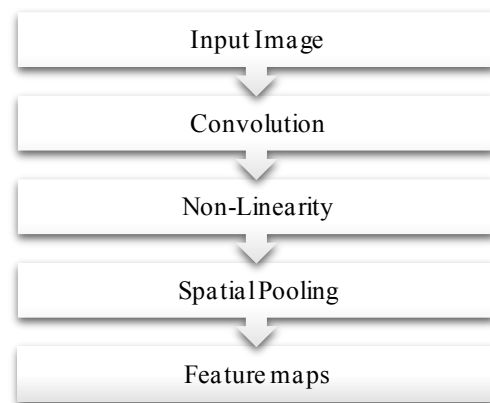 Input Image
Convolution
Non-Linearity
Spatial Pooling
Feature maps